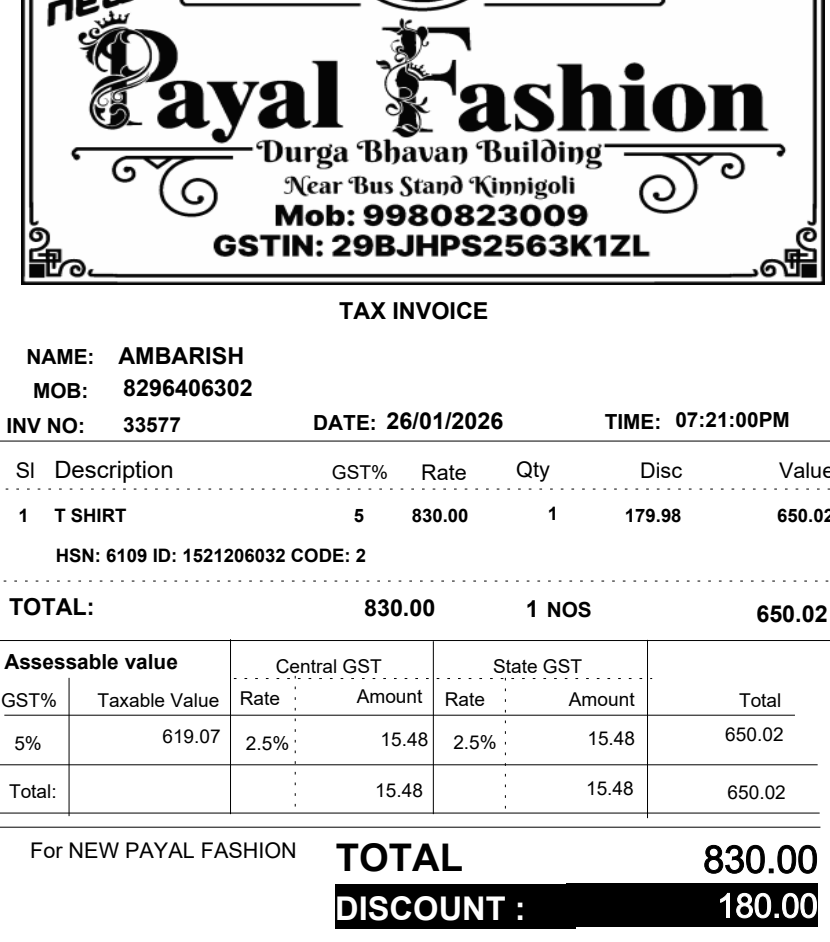 new
Payal Fashion
Durga Bhavan Building
Near Bus Stand Kinnigoli
Mob: 9980823009
GSTIN: 29BJHPS2563K1ZL
TAX INVOICE
NAME: AMBARISH
MOB: 8296406302
INV NO: 33577 DATE: 26/01/2026 TIME: 07:21:00PM
Sl Description GST% Rate Qty Disc Value
1 T SHIRT 5 830.00 1 179.98 650.02
HSN: 6109 ID: 1521206032 CODE: 2
TOTAL: 830.00 1 NOS 650.02
Assessable value Central GST State GST
GST% Taxable Value Rate Amount Rate Amount Total
5% 619.07 2.5% 15.48 2.5% 15.48 650.02
Total: 15.48 15.48 650.02
For NEW PAYAL FASHION TOTAL 830.00
DISCOUNT : 180.00